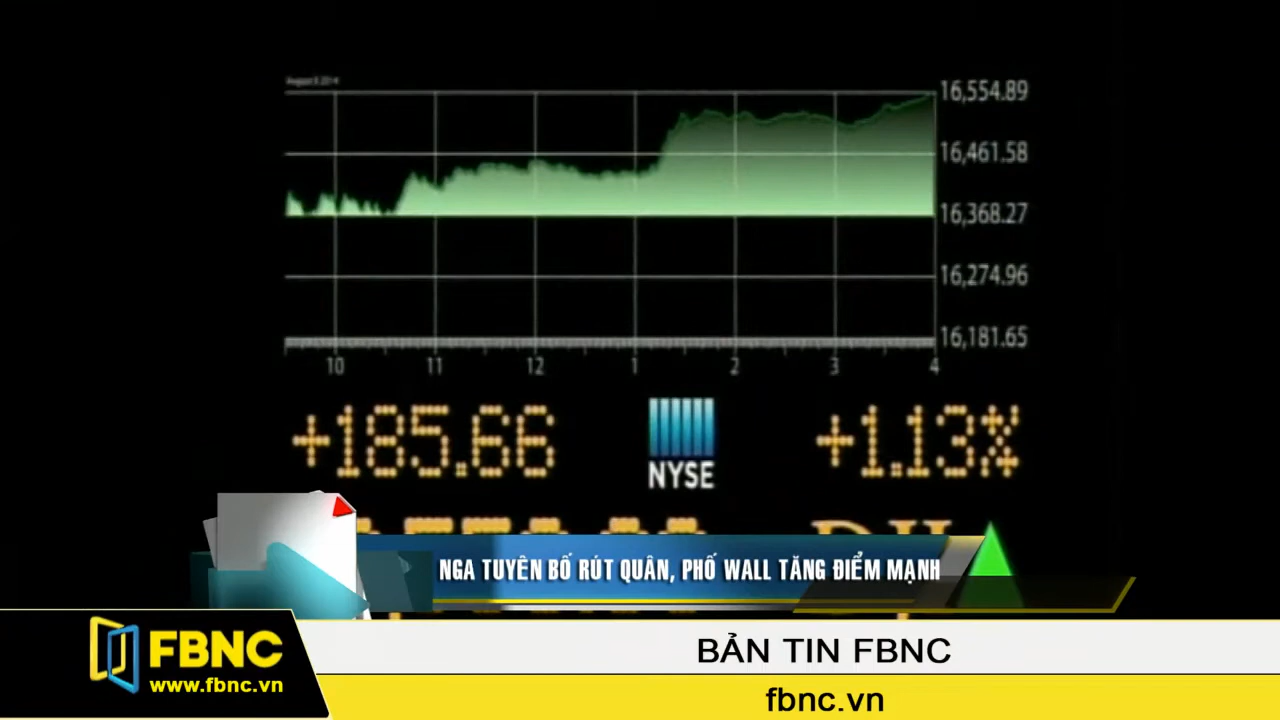 August 8 2014
16,554.89
16,461.58
16,368.27
16,274.96
16,181.65
10 11 12 1 2 3 4
+185.66
NYSE
+1.13%
NGA TUYÊN BỐ RÚT QUÂN, PHỐ WALL TĂNG ĐIỂM MẠNH
FBNC
www.fbnc.vn
BẢN TIN FBNC
fbnc.vn